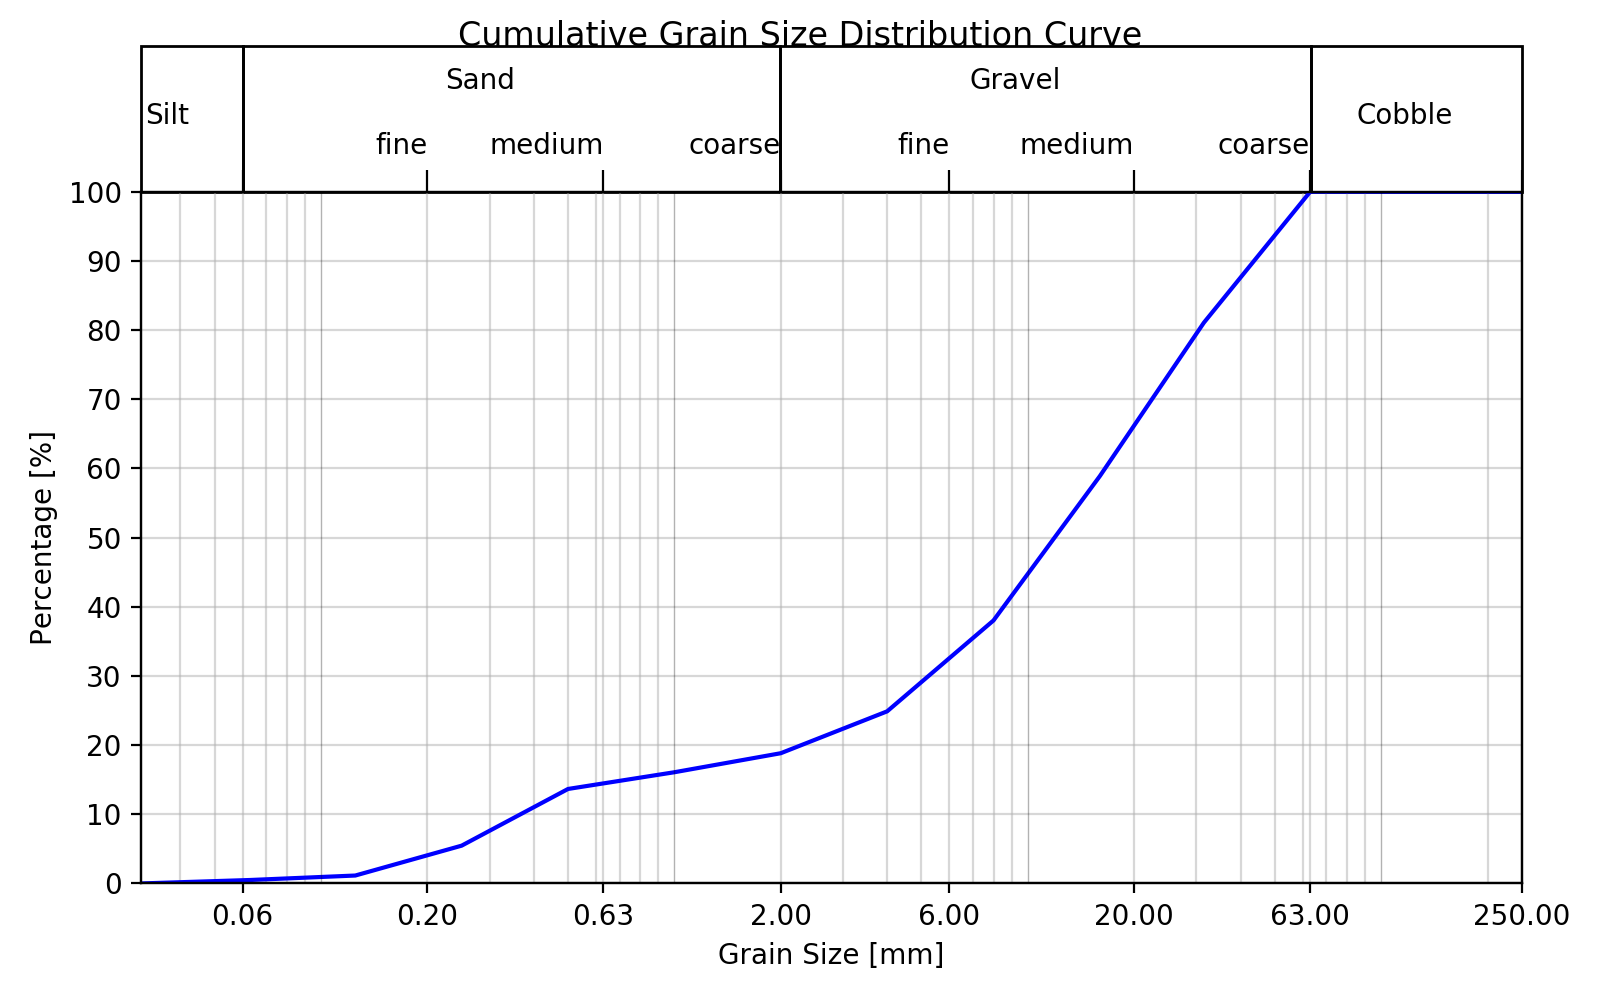 Cumulative Grain Size Distribution Curve
Sand Gravel
Silt Cobble
fine medium coarse fine medium coarse
100
90
80
70
60
50
40
30
20
10
0
Percentage [%]
0.06 0.20 0.63 2.00 6.00 20.00 63.00 250.00
Grain Size [mm]